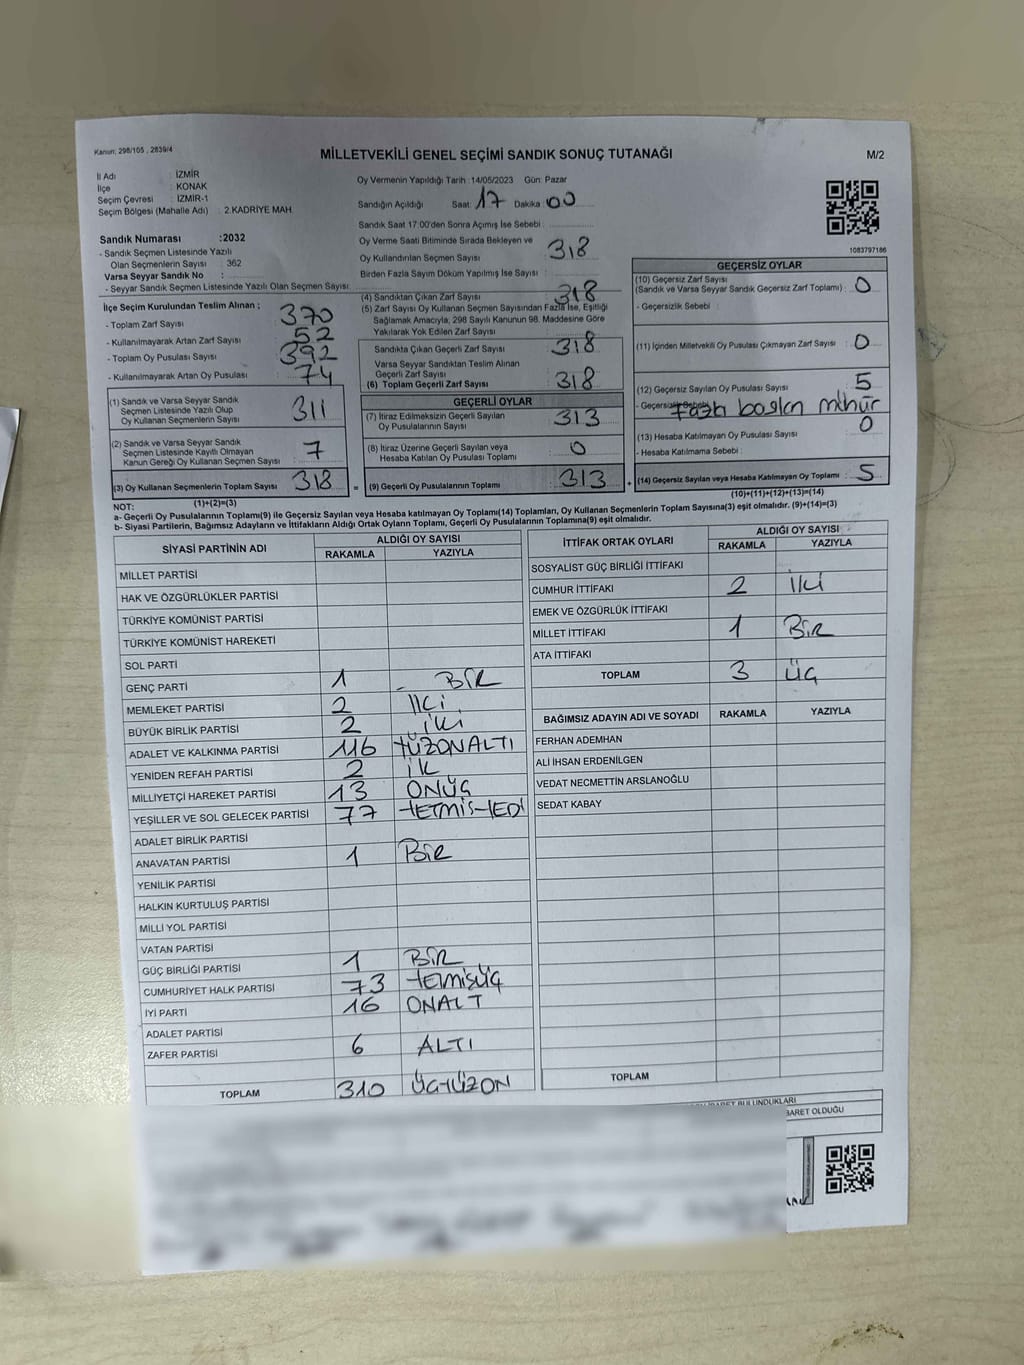 Kanun: 298/105 , 2839/4
MİLLETVEKİLİ GENEL SEÇİMİ SANDIK SONUÇ TUTANAĞI
M/2
İl Adı : İZMİR
İlçe : KONAK
Seçim Çevresi : İZMİR-1
Seçim Bölgesi (Mahalle Adı) : 2.KADRİYE MAH.
Sandık Numarası :2032
- Sandık Seçmen Listesinde Yazılı
Olan Seçmenlerin Sayısı : 362
Varsa Seyyar Sandık No :
- Seyyar Sandık Seçmen Listesinde Yazılı Olan Seçmen Sayısı:
Oy Vermenin Yapıldığı Tarih :14/05/2023 Gün: Pazar
Sandığın Açıldığı Saat: 17 Dakika: 00
Sandık Saat 17:00'den Sonra Açımış İse Sebebi :
Oy Verme Saati Bitiminde Sırada Bekleyen ve
Oy Kullandırılan Seçmen Sayısı : 318
Birden Fazla Sayım Döküm Yapılmış İse Sayısı :
1083797186
İlçe Seçim Kurulundan Teslim Alınan ;
- Toplam Zarf Sayısı : 370
- Kullanılmayarak Artan Zarf Sayısı : 52
- Toplam Oy Pusulası Sayısı : 392
- Kullanılmayarak Artan Oy Pusulası : 74
(1) Sandık ve Varsa Seyyar Sandık
Seçmen Listesinde Yazılı Olup
Oy Kullanan Seçmenlerin Sayısı : 311
(2) Sandık ve Varsa Seyyar Sandık
Seçmen Listesinde Kayıtlı Olmayan
Kanun Gereği Oy Kullanan Seçmen Sayısı : 7
(3) Oy Kullanan Seçmenlerin Toplam Sayısı : 318
(4) Sandıktan Çıkan Zarf Sayısı : 318
(5) Zarf Sayısı Oy Kullanan Seçmen Sayısından Fazla İse, Eşitliği
Sağlamak Amacıyla, 298 Sayılı Kanunun 98. Maddesine Göre
Yakılarak Yok Edilen Zarf Sayısı :
Sandıkta Çıkan Geçerli Zarf Sayısı : 318
Varsa Seyyar Sandıktan Teslim Alınan
Geçerli Zarf Sayısı :
(6) Toplam Geçerli Zarf Sayısı : 318
GEÇERLİ OYLAR
(7) İtiraz Edilmeksizin Geçerli Sayılan
Oy Pusulalarının Sayısı : 313
(8) İtiraz Üzerine Geçerli Sayılan veya
Hesaba Katılan Oy Pusulası Toplamı : 0
= (9) Geçerli Oy Pusulalarının Toplamı : 313 +
GEÇERSİZ OYLAR
(10) Geçersiz Zarf Sayısı
(Sandık ve Varsa Seyyar Sandık Geçersiz Zarf Toplamı) : 0
- Geçersizlik Sebebi :
(11) İçinden Milletvekili Oy Pusulası Çıkmayan Zarf Sayısı : 0
(12) Geçersiz Sayılan Oy Pusulası Sayısı : 5
- Geçersizlik Sebebi : Fazla basılan mühür
(13) Hesaba Katılmayan Oy Pusulası Sayısı : 0
- Hesaba Katılmama Sebebi :
(14) Geçersiz Sayılan veya Hesaba Katılmayan Oy Toplamı : 5
NOT: (1)+(2)=(3)
(10)+(11)+(12)+(13)=(14)
a- Geçerli Oy Pusulalarının Toplamı(9) ile Geçersiz Sayılan veya Hesaba Katılmayan Oy Toplamı(14) Toplamları, Oy Kullanan Seçmenlerin Toplam Sayısına(3) eşit olmalıdır. (9)+(14)=(3)
b- Siyasi Partilerin, Bağımsız Adayların ve İttifakların Aldığı Ortak Oyların Toplamı, Geçerli Oy Pusulalarının Toplamına(9) eşit olmalıdır.
SİYASİ PARTİNİN ADI ALDIĞI OY SAYISI
RAKAMLA YAZIYLA
MİLLET PARTİSİ
HAK VE ÖZGÜRLÜKLER PARTİSİ
TÜRKİYE KOMÜNİST PARTİSİ
TÜRKİYE KOMÜNİST HAREKETİ
SOL PARTİ
GENÇ PARTİ 1 BİR
MEMLEKET PARTİSİ 2 İKİ
BÜYÜK BİRLİK PARTİSİ 2 İKİ
ADALET VE KALKINMA PARTİSİ 116 YÜZONALTI
YENİDEN REFAH PARTİSİ 2 İK
MİLLİYETÇİ HAREKET PARTİSİ 13 ONÜÇ
YEŞİLLER VE SOL GELECEK PARTİSİ 77 YETMİS-YEDİ
ADALET BİRLİK PARTİSİ
ANAVATAN PARTİSİ 1 BİR
YENİLİK PARTİSİ
HALKIN KURTULUŞ PARTİSİ
MİLLİ YOL PARTİSİ
VATAN PARTİSİ
GÜÇ BİRLİĞİ PARTİSİ 1 BİR
CUMHURİYET HALK PARTİSİ 73 YETMİSÜÇ
İYİ PARTİ 16 ONALT
ADALET PARTİSİ
ZAFER PARTİSİ 6 ALTI
TOPLAM 310 ÜÇYÜZON
İTTİFAK ORTAK OYLARI ALDIĞI OY SAYISI
RAKAMLA YAZIYLA
SOSYALİST GÜÇ BİRLİĞİ İTTİFAKI
CUMHUR İTTİFAKI 2 İKİ
EMEK VE ÖZGÜRLÜK İTTİFAKI
MİLLET İTTİFAKI 1 BİR
ATA İTTİFAKI
TOPLAM 3 ÜÇ
BAĞIMSIZ ADAYIN ADI VE SOYADI RAKAMLA YAZIYLA
FERHAN ADEMHAN
ALİ İHSAN ERDENİLGEN
VEDAT NECMETTİN ARSLANOĞLU
SEDAT KABAY
TOPLAM
BULUNDUKLARI
OLDUĞU